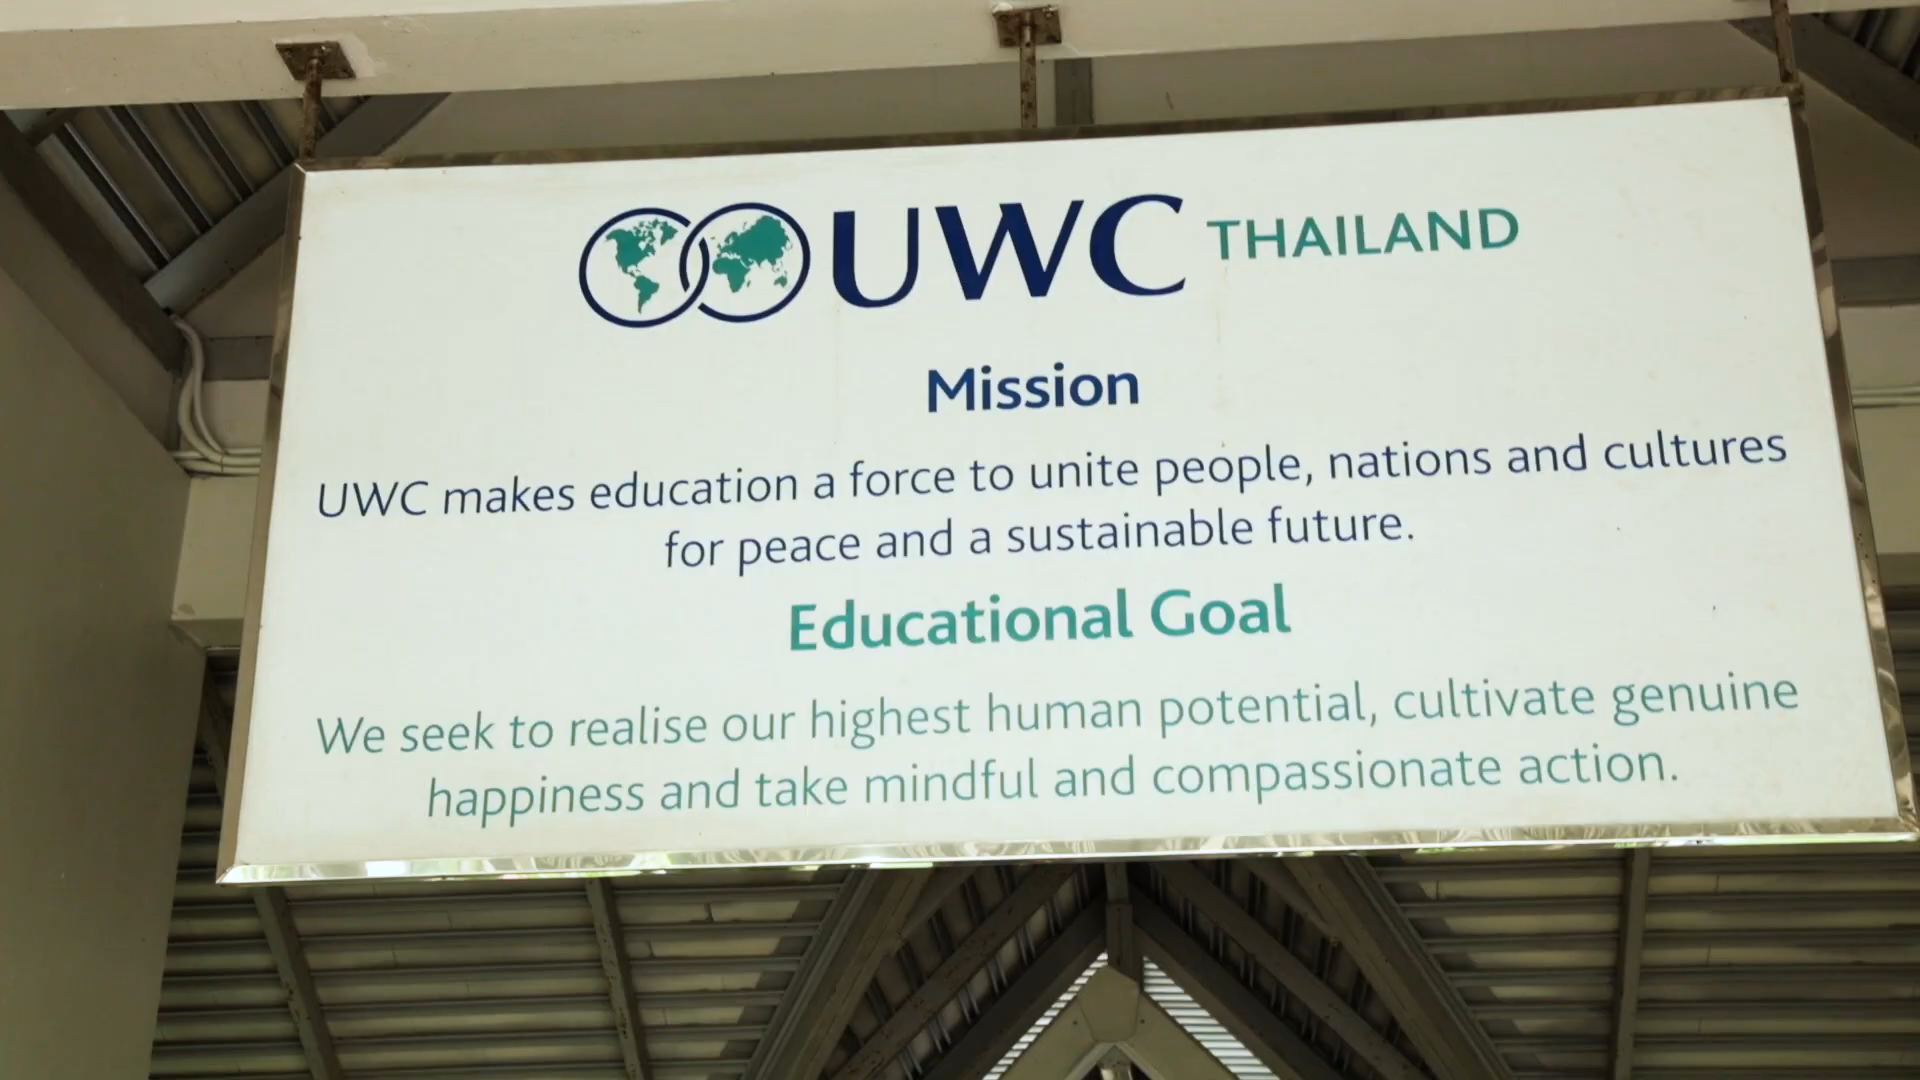 UWC THAILAND
Mission
UWC makes education a force to unite people, nations and cultures
for peace and a sustainable future.
Educational Goal
We seek to realise our highest human potential, cultivate genuine
happiness and take mindful and compassionate action.